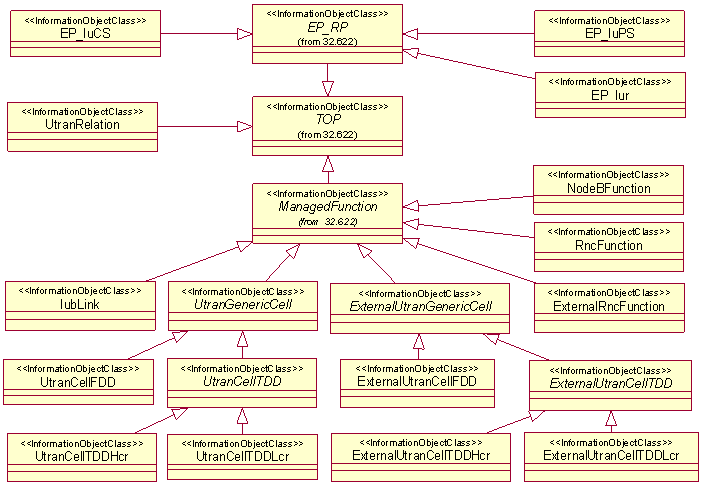 <<InformationObjectClass>>
EP_IuCS
<<InformationObjectClass>>
EP_RP
(from 32.622)
<<InformationObjectClass>>
EP_IuPS
<<InformationObjectClass>>
EP_Iur
<<InformationObjectClass>>
UtranRelation
<<InformationObjectClass>>
TOP
(from 32.622)
<<InformationObjectClass>>
ManagedFunction
(from 32.622)
<<InformationObjectClass>>
NodeBFunction
<<InformationObjectClass>>
RncFunction
<<InformationObjectClass>>
IubLink
<<InformationObjectClass>>
UtranGenericCell
<<InformationObjectClass>>
ExternalUtranGenericCell
<<InformationObjectClass>>
ExternalRncFunction
<<InformationObjectClass>>
UtranCellFDD
<<InformationObjectClass>>
UtranCellTDD
<<InformationObjectClass>>
ExternalUtranCellFDD
<<InformationObjectClass>>
ExternalUtranCellTDD
<<InformationObjectClass>>
UtranCellTDDHcr
<<InformationObjectClass>>
UtranCellTDDLcr
<<InformationObjectClass>>
ExternalUtranCellTDDHcr
<<InformationObjectClass>>
ExternalUtranCellTDDLcr